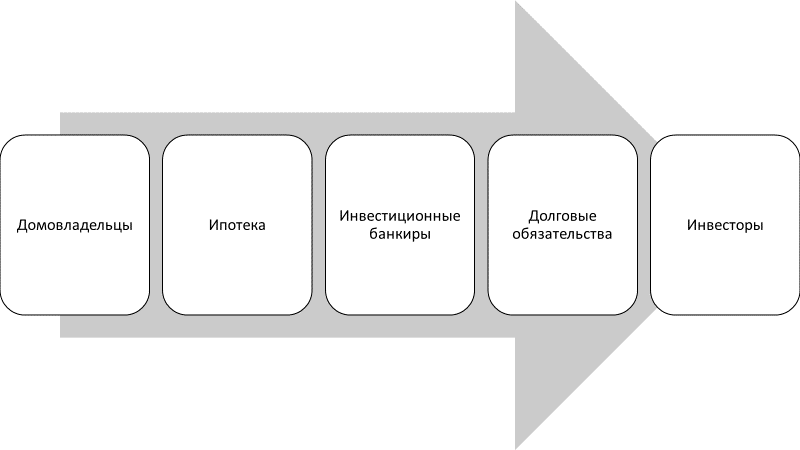 Домовладельцы
Ипотека
Инвестиционные
банкиры
Долговые
обязательства
Инвесторы